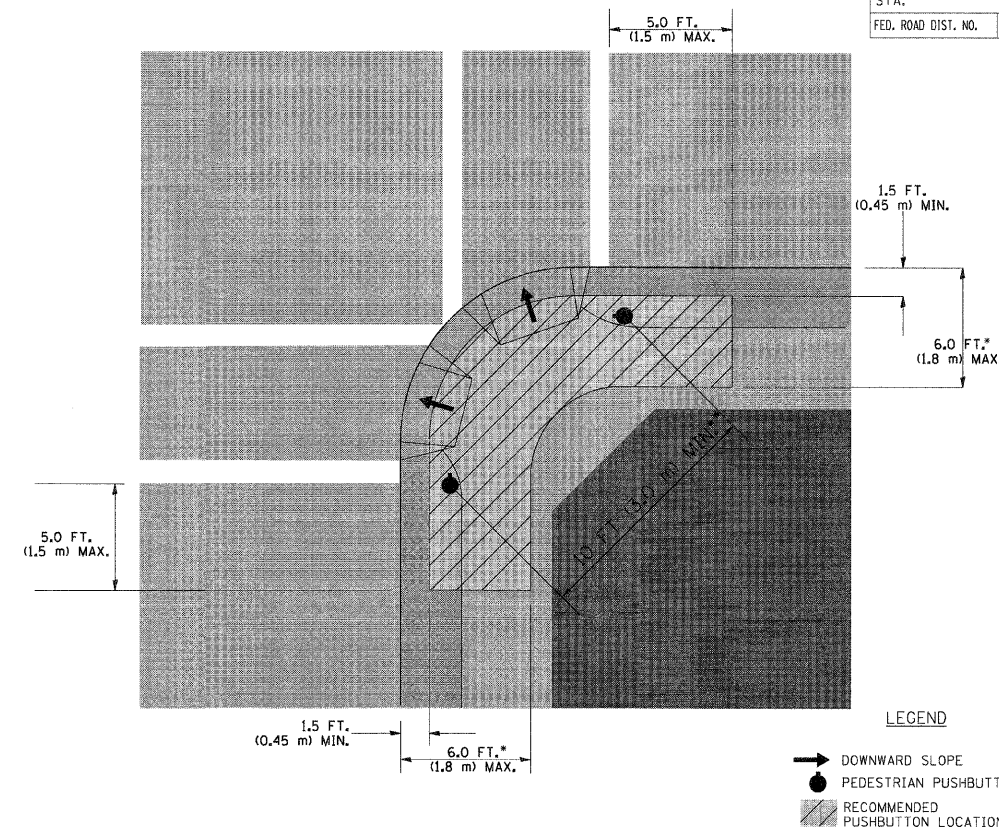 STA.
FED. ROAD DIST. NO.
5.0 FT.
(1.5 m) MAX.
1.5 FT.
(0.45 m) MIN.
6.0 FT.*
(1.8 m) MAX
10 FT (3.0 m) MIN**
5.0 FT.
(1.5 m) MAX.
1.5 FT.
(0.45 m) MIN.
6.0 FT.*
(1.8 m) MAX.
LEGEND
DOWNWARD SLOPE
PEDESTRIAN PUSHBUTT
RECOMMENDED
PUSHBUTTON LOCATION